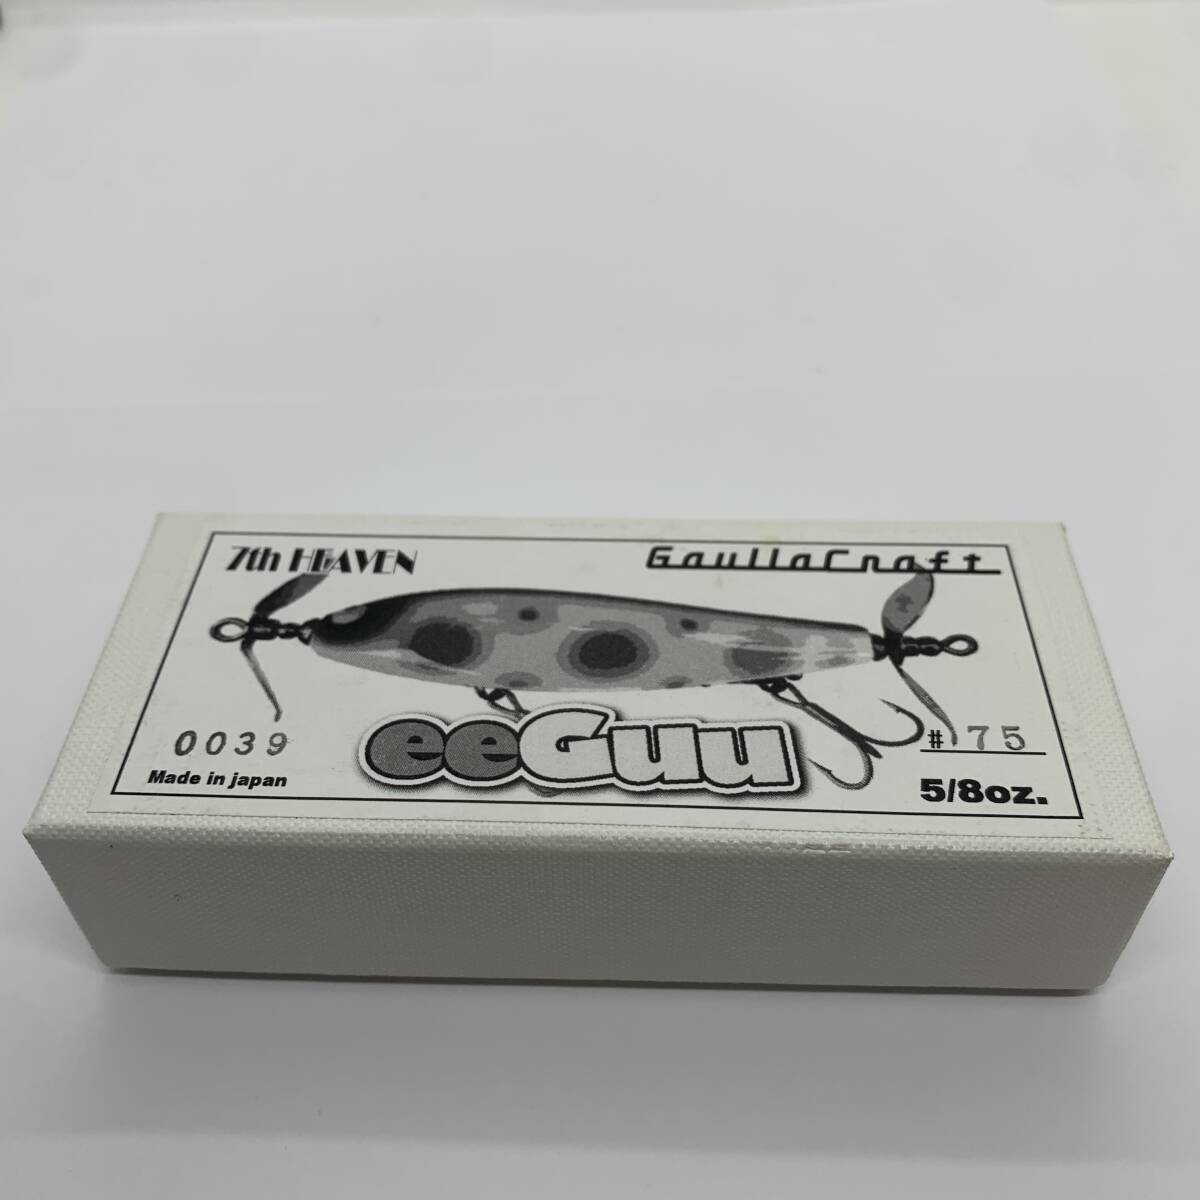 7th HEAVEN
GaullaCraft
0039
Made in japan
eeGuu
# 75
5/8oz.